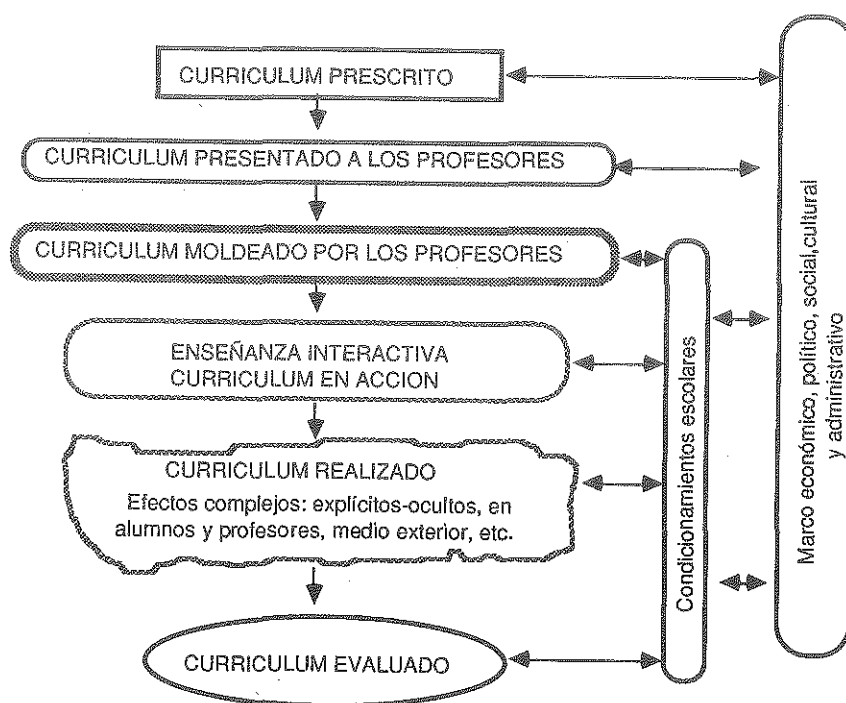 CURRICULUM PRESCRITO
CURRICULUM PRESENTADO A LOS PROFESORES
CURRICULUM MOLDEADO POR LOS PROFESORES
ENSEÑANZA INTERACTIVA
CURRICULUM EN ACCION
CURRICULUM REALIZADO
Efectos complejos: explícitos-ocultos, en
alumnos y profesores, medio exterior, etc.
CURRICULUM EVALUADO
Condicionamientos escolares
Marco económico, político, social,cultural
y administrativo